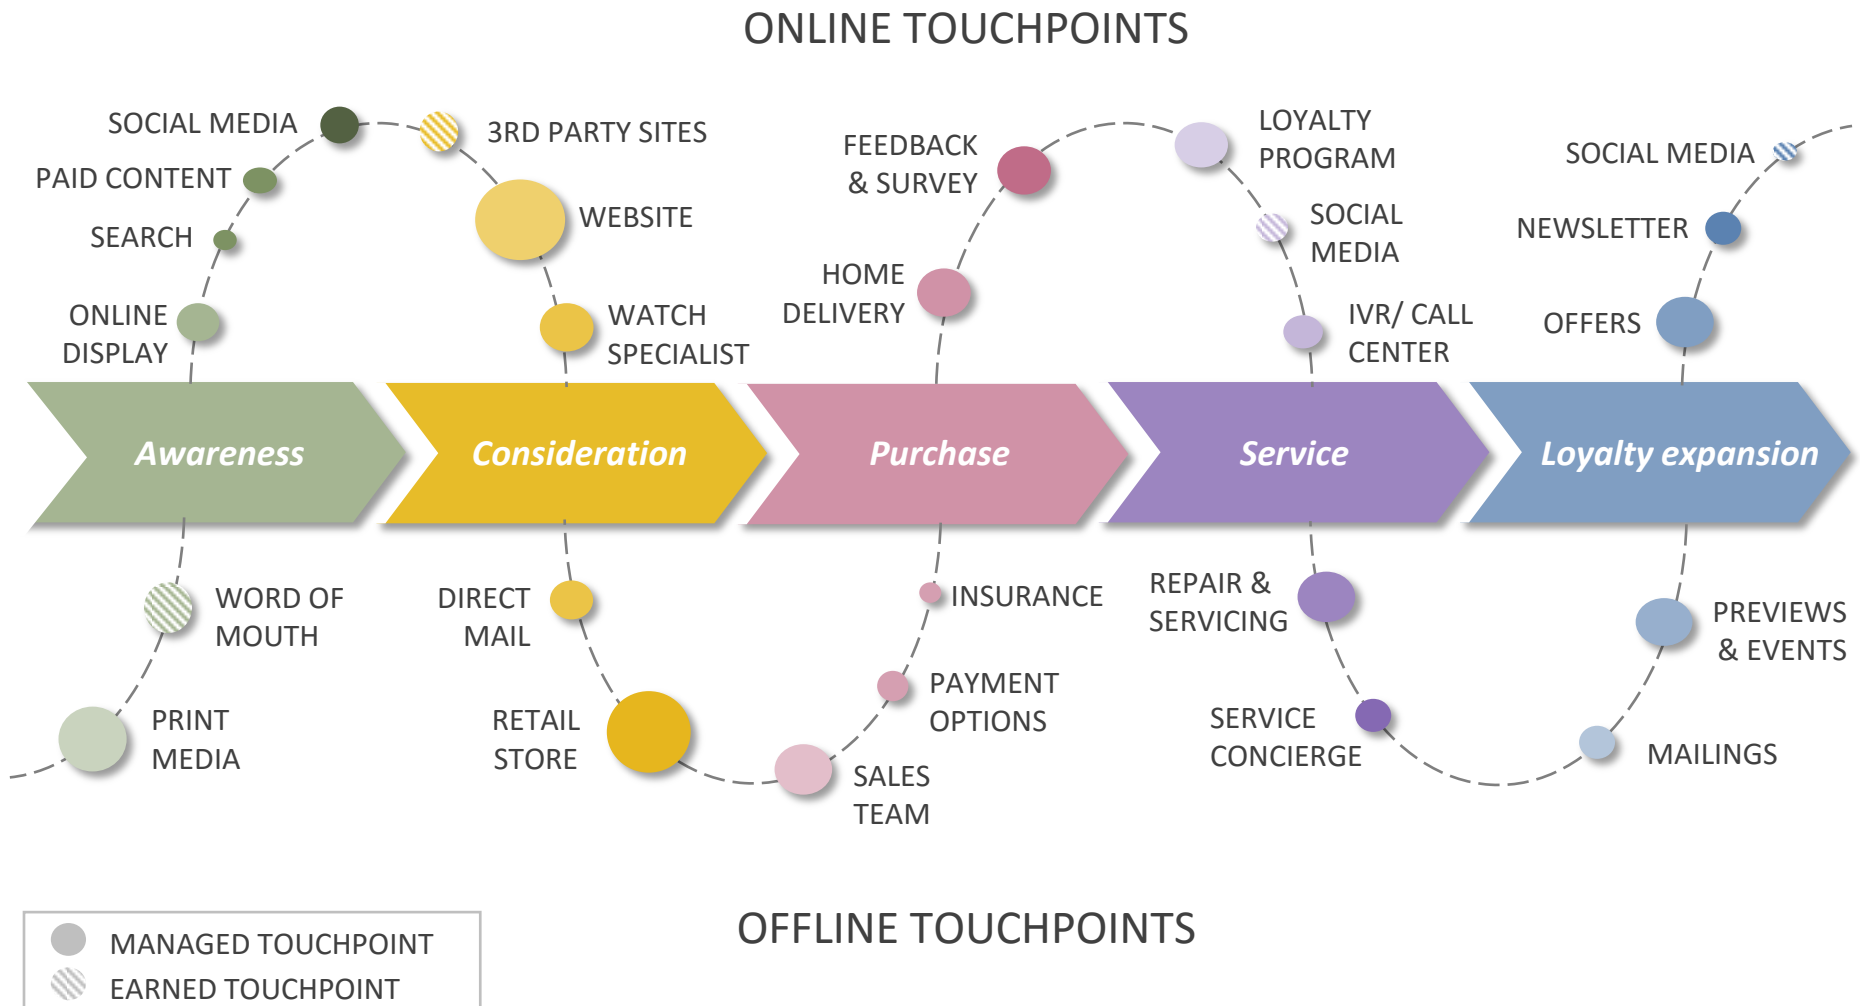 ONLINE TOUCHPOINTS
SOCIAL MEDIA
PAID CONTENT
SEARCH
ONLINE
DISPLAY
3RD PARTY SITES
WEBSITE
WATCH
SPECIALIST
FEEDBACK
& SURVEY
HOME
DELIVERY
LOYALTY
PROGRAM
SOCIAL
MEDIA
IVR/ CALL
CENTER
SOCIAL MEDIA
NEWSLETTER
OFFERS
Awareness
Consideration
Purchase
Service
Loyalty expansion
WORD OF
MOUTH
PRINT
MEDIA
DIRECT
MAIL
RETAIL
STORE
INSURANCE
PAYMENT
OPTIONS
SALES
TEAM
REPAIR &
SERVICING
SERVICE
CONCIERGE
PREVIEWS
& EVENTS
MAILINGS
OFFLINE TOUCHPOINTS
MANAGED TOUCHPOINT
EARNED TOUCHPOINT